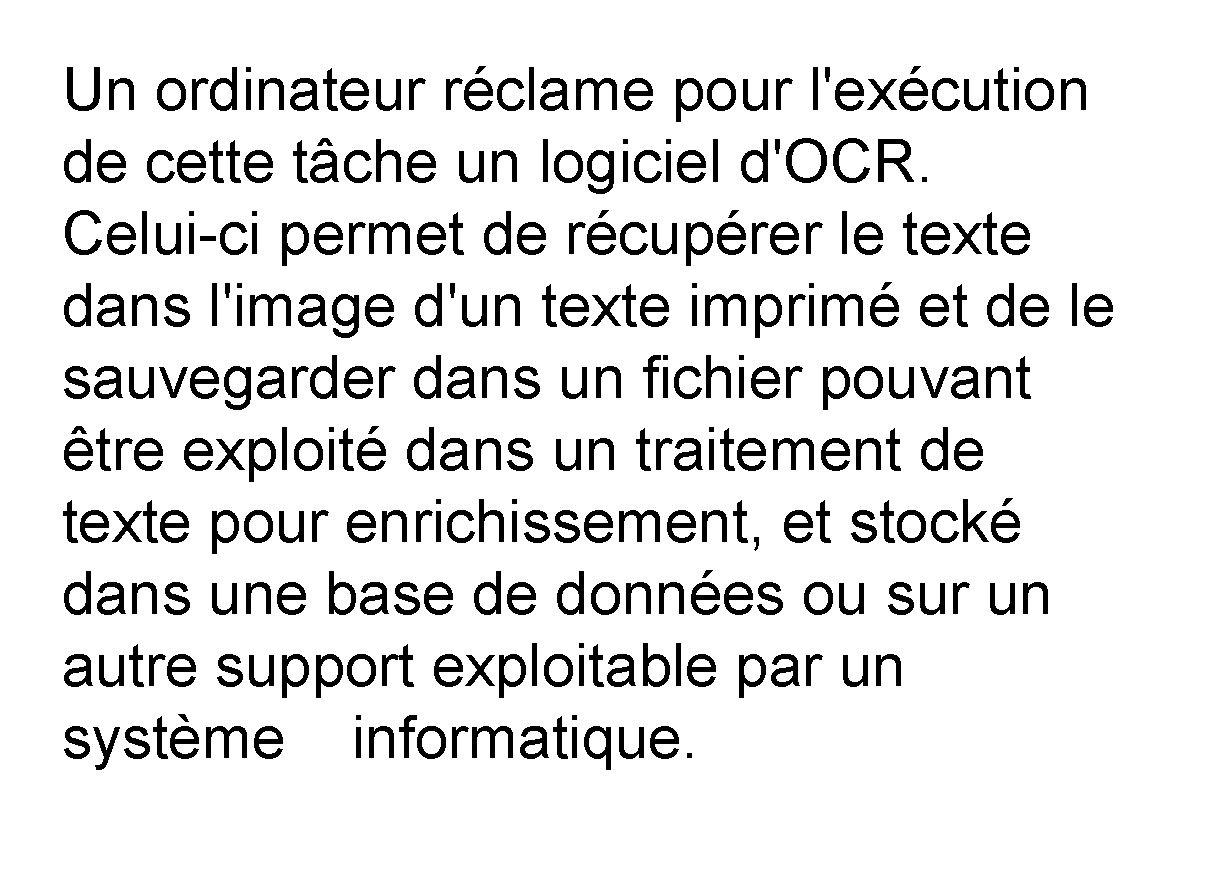 Un ordinateur réclame pour l'exécution
de cette tâche un logiciel d'OCR.
Celui-ci permet de récupérer le texte
dans l'image d'un texte imprimé et de le
sauvegarder dans un fichier pouvant
être exploité dans un traitement de
texte pour enrichissement, et stocké
dans une base de données ou sur un
autre support exploitable par un
système    informatique.